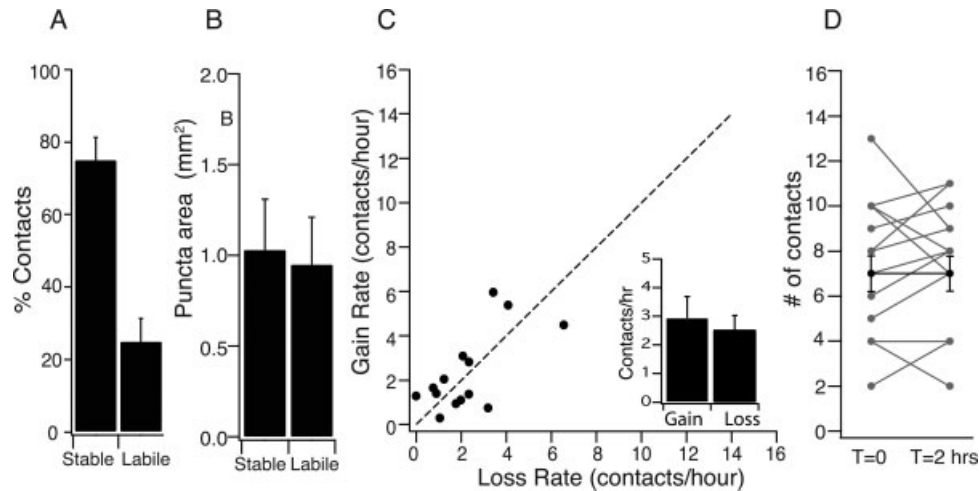 A
% Contacts
100
80
60
40
20
0
Stable Labile
B
Puncta area (mm²)
2.0
B
1.5
1.0
0.5
0.0
Stable Labile
C
Gain Rate (contacts/hour)
16
14
12
10
8
6
4
2
0
0 2 4 6 8 10 12 14 16
Loss Rate (contacts/hour)
Contacts/hr
5
4
3
2
1
0
Gain Loss
D
# of contacts
16
14
12
10
8
6
4
2
0
T=0 T=2 hrs